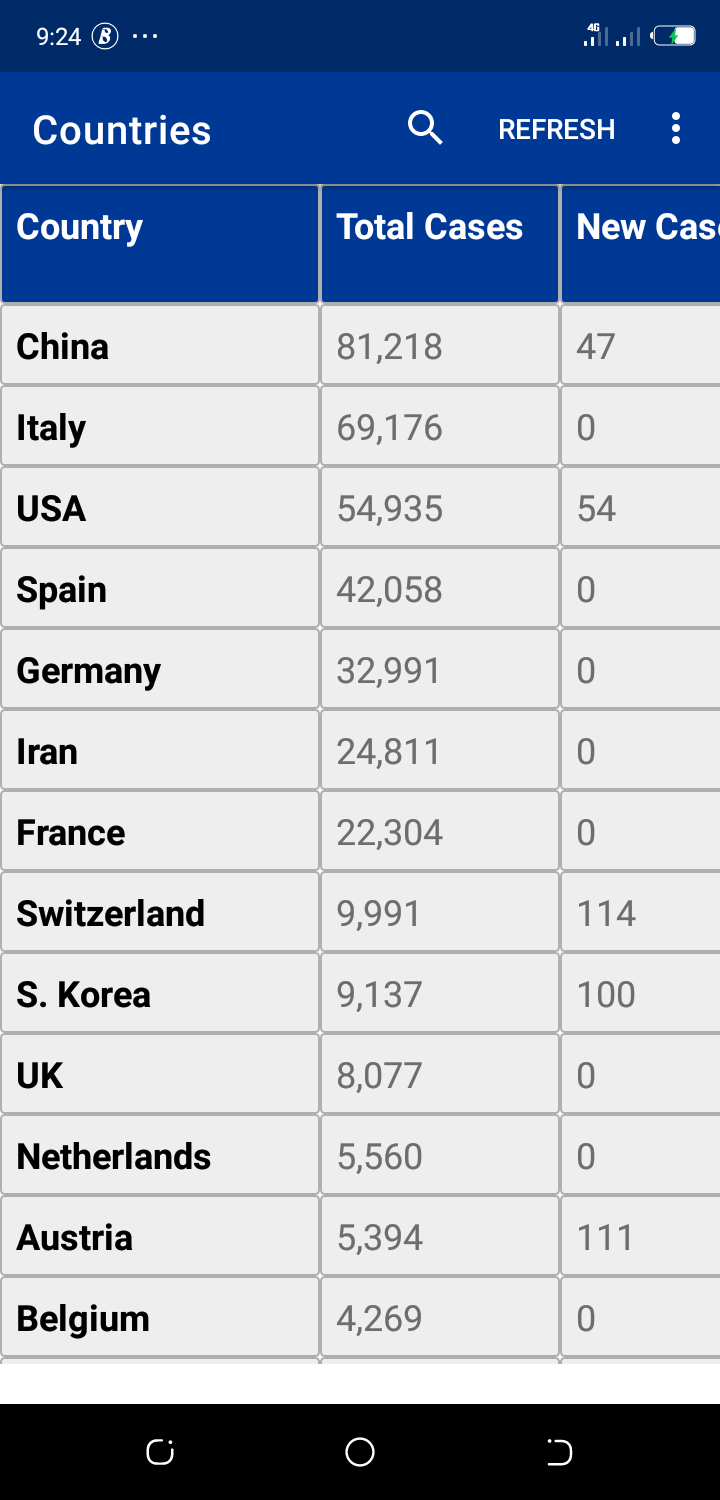 9:24 B ...
4G
Countries REFRESH
Country Total Cases New Cas
China 81,218 47
Italy 69,176 0
USA 54,935 54
Spain 42,058 0
Germany 32,991 0
Iran 24,811 0
France 22,304 0
Switzerland 9,991 114
S. Korea 9,137 100
UK 8,077 0
Netherlands 5,560 0
Austria 5,394 111
Belgium 4,269 0